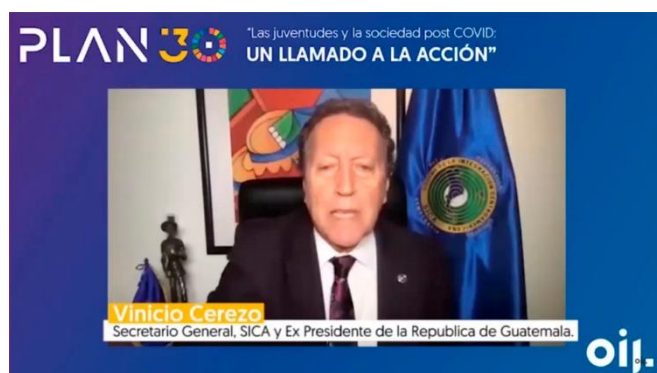 PLAN 30
"Las juventudes y la sociedad post COVID:
UN LLAMADO A LA ACCIÓN"
Vinicio Cerezo
Secretario General, SICA y Ex Presidente de la Republica de Guatemala.
oij.